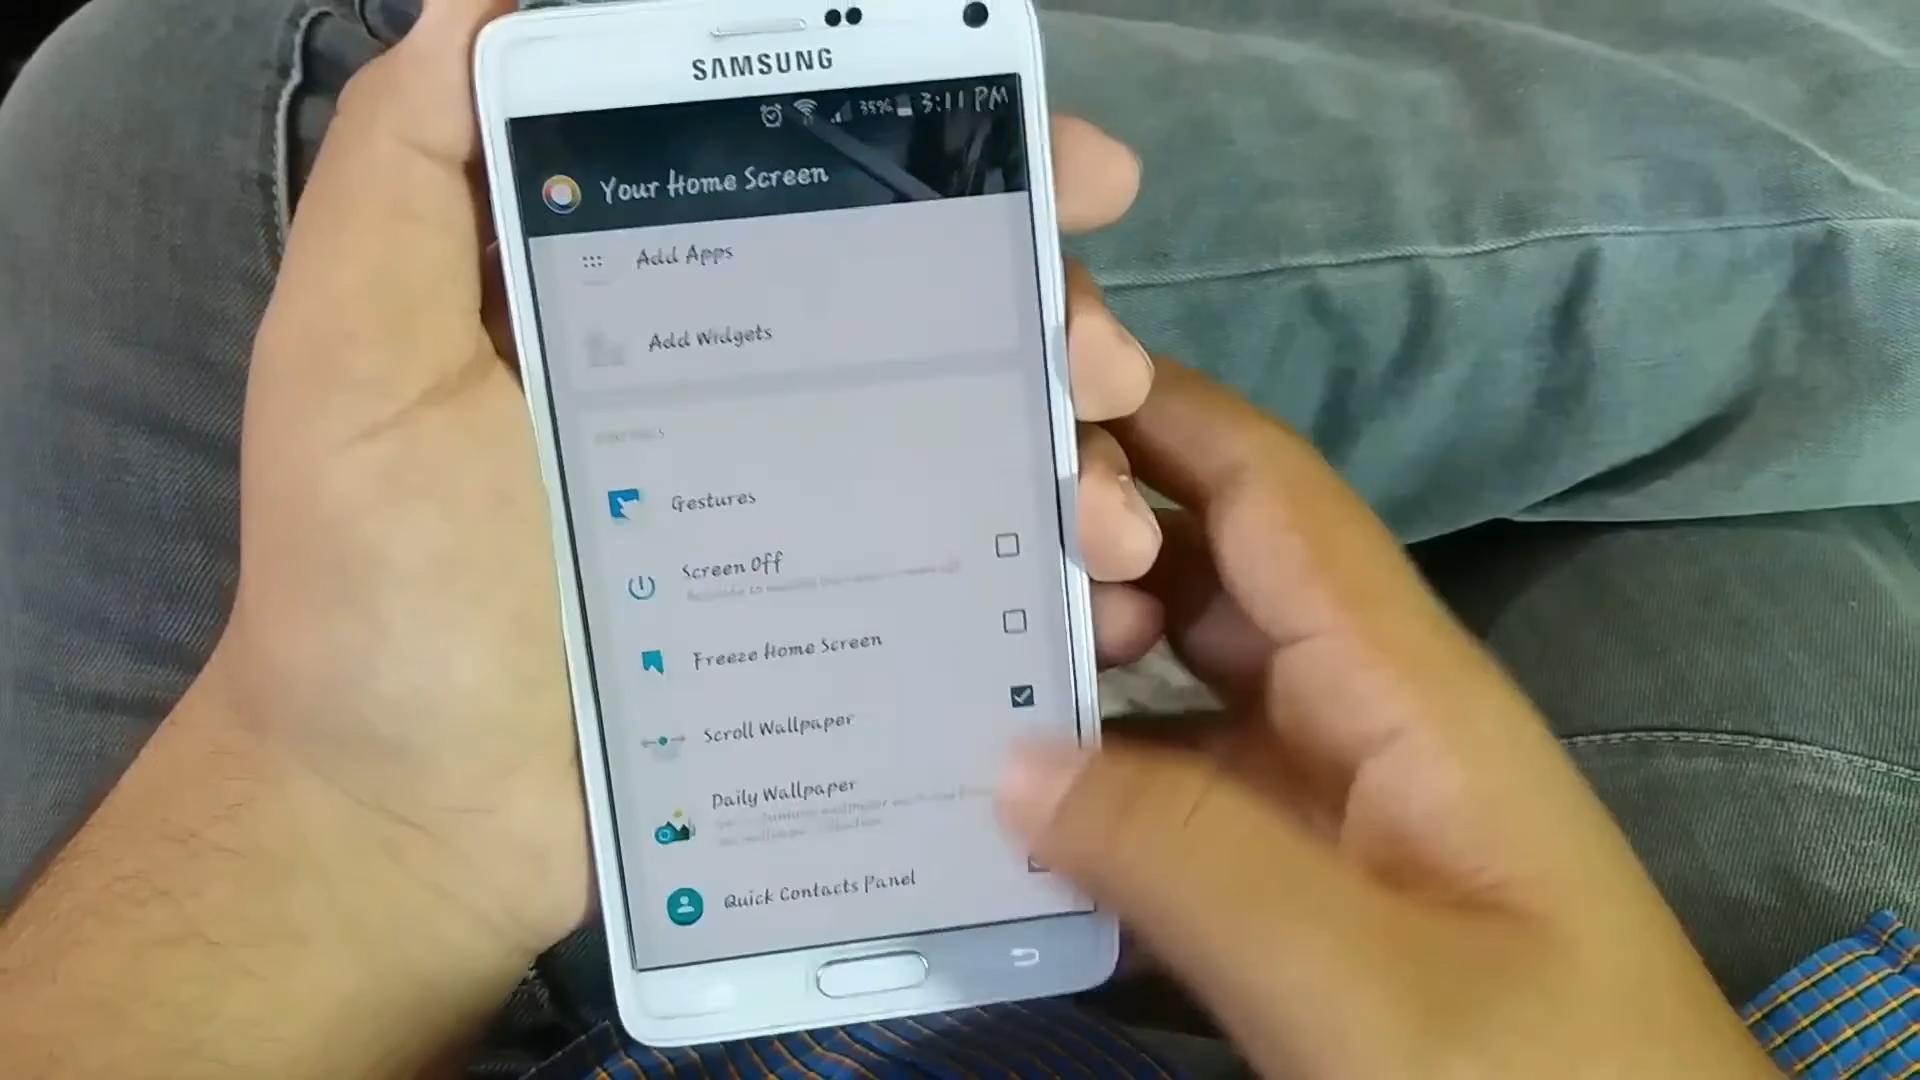 SAMSUNG
35% 3:11 PM
Your Home Screen
Add Apps
Add Widgets
Gestures
Screen Off
Freeze Home Screen
Scroll Wallpaper
Daily Wallpaper
Quick Contacts Panel